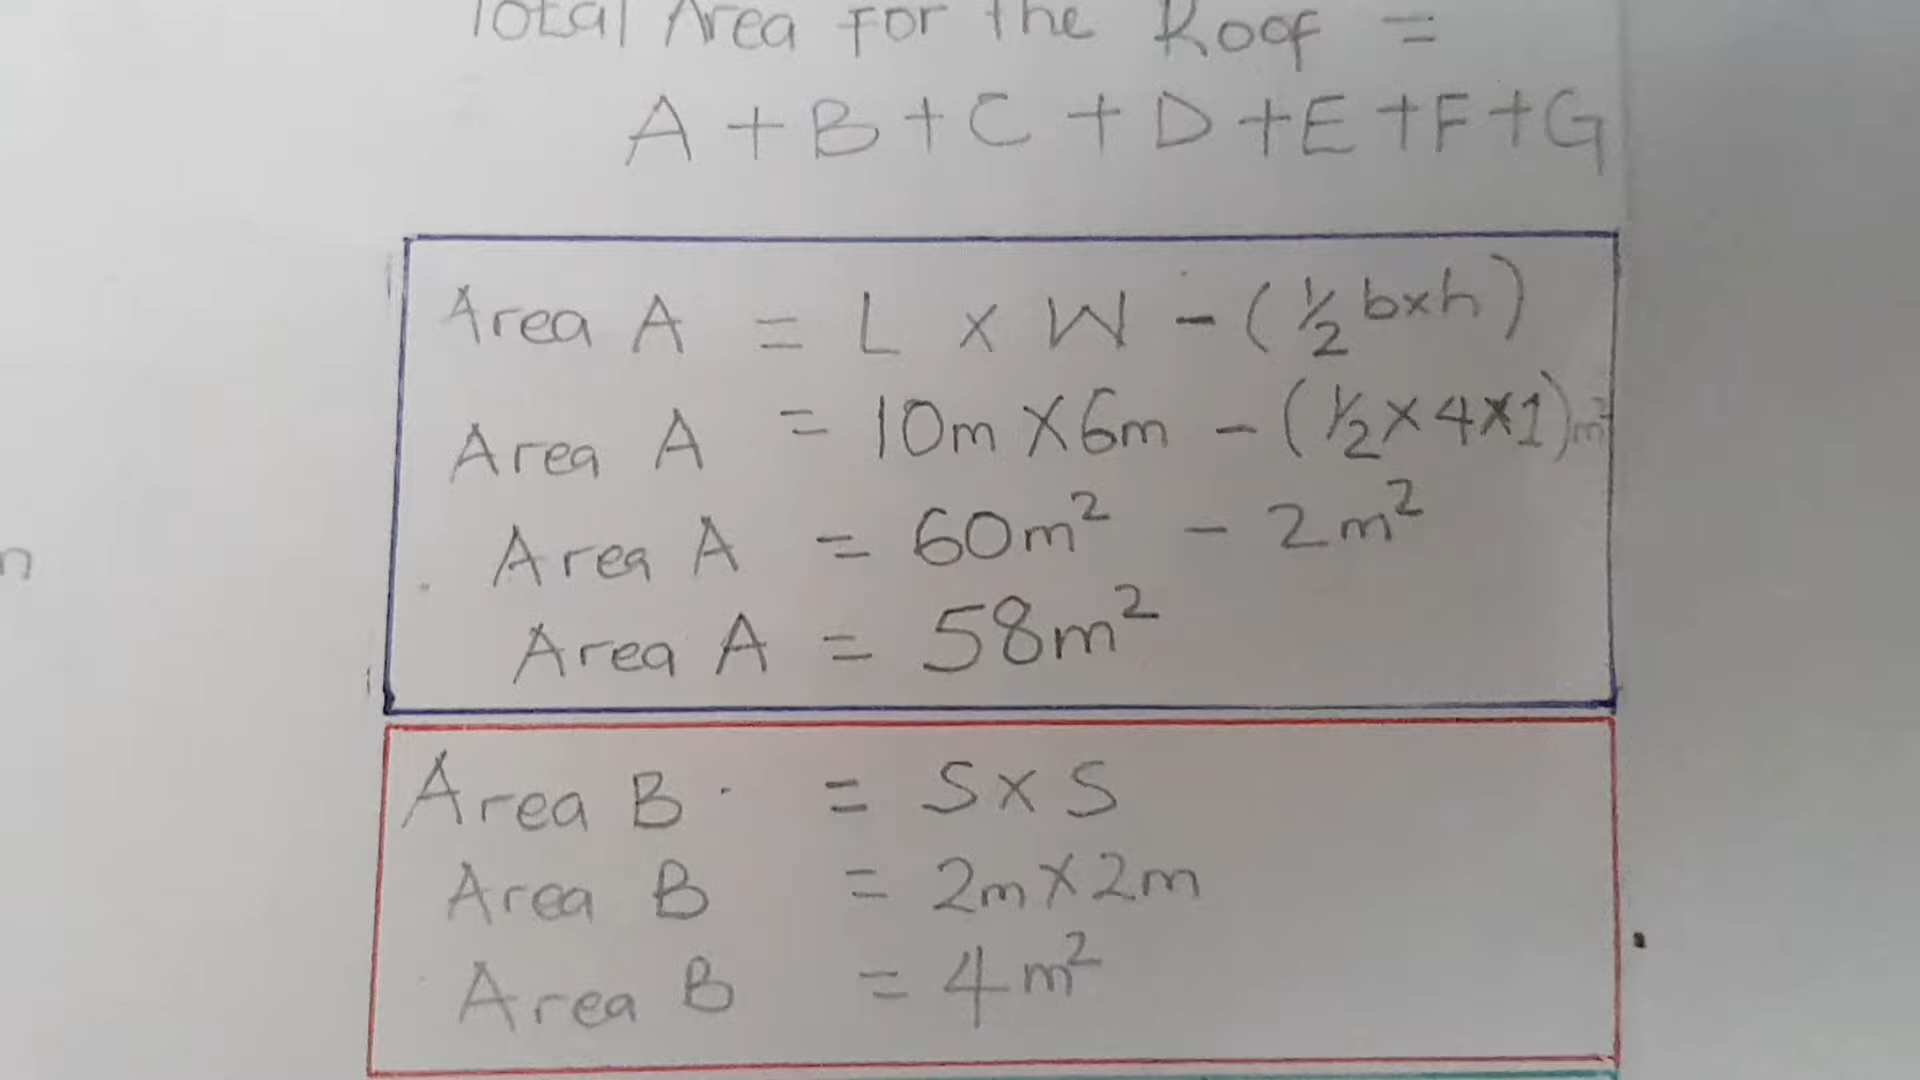 Total Area For the Roof =
A + B + C + D + E + F + G
Area A = L x W - (1/2 bxh)
Area A = 10m X 6m - (1/2 x 4 x 1) m²
Area A = 60m² - 2m²
Area A = 58m²
Area B = S x S
Area B = 2m X 2m
Area B = 4m²